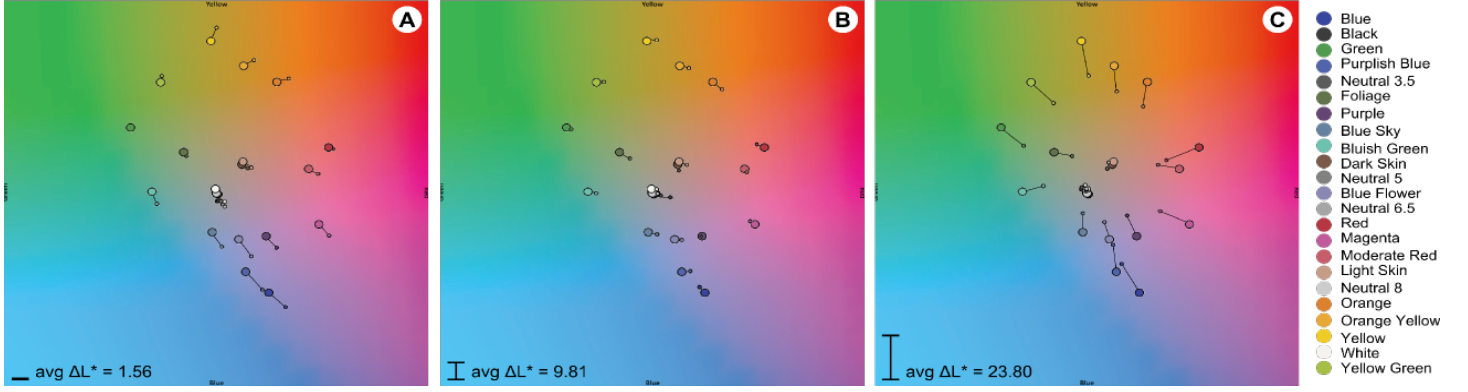 Yellow
A
Blue
avg ΔL* = 1.56
Yellow
B
Blue
avg ΔL* = 9.81
Yellow
C
Blue
avg ΔL* = 23.80
Blue
Black
Green
Purplish Blue
Neutral 3.5
Foliage
Purple
Blue Sky
Bluish Green
Dark Skin
Neutral 5
Blue Flower
Neutral 6.5
Red
Magenta
Moderate Red
Light Skin
Neutral 8
Orange
Orange Yellow
Yellow
White
Yellow Green